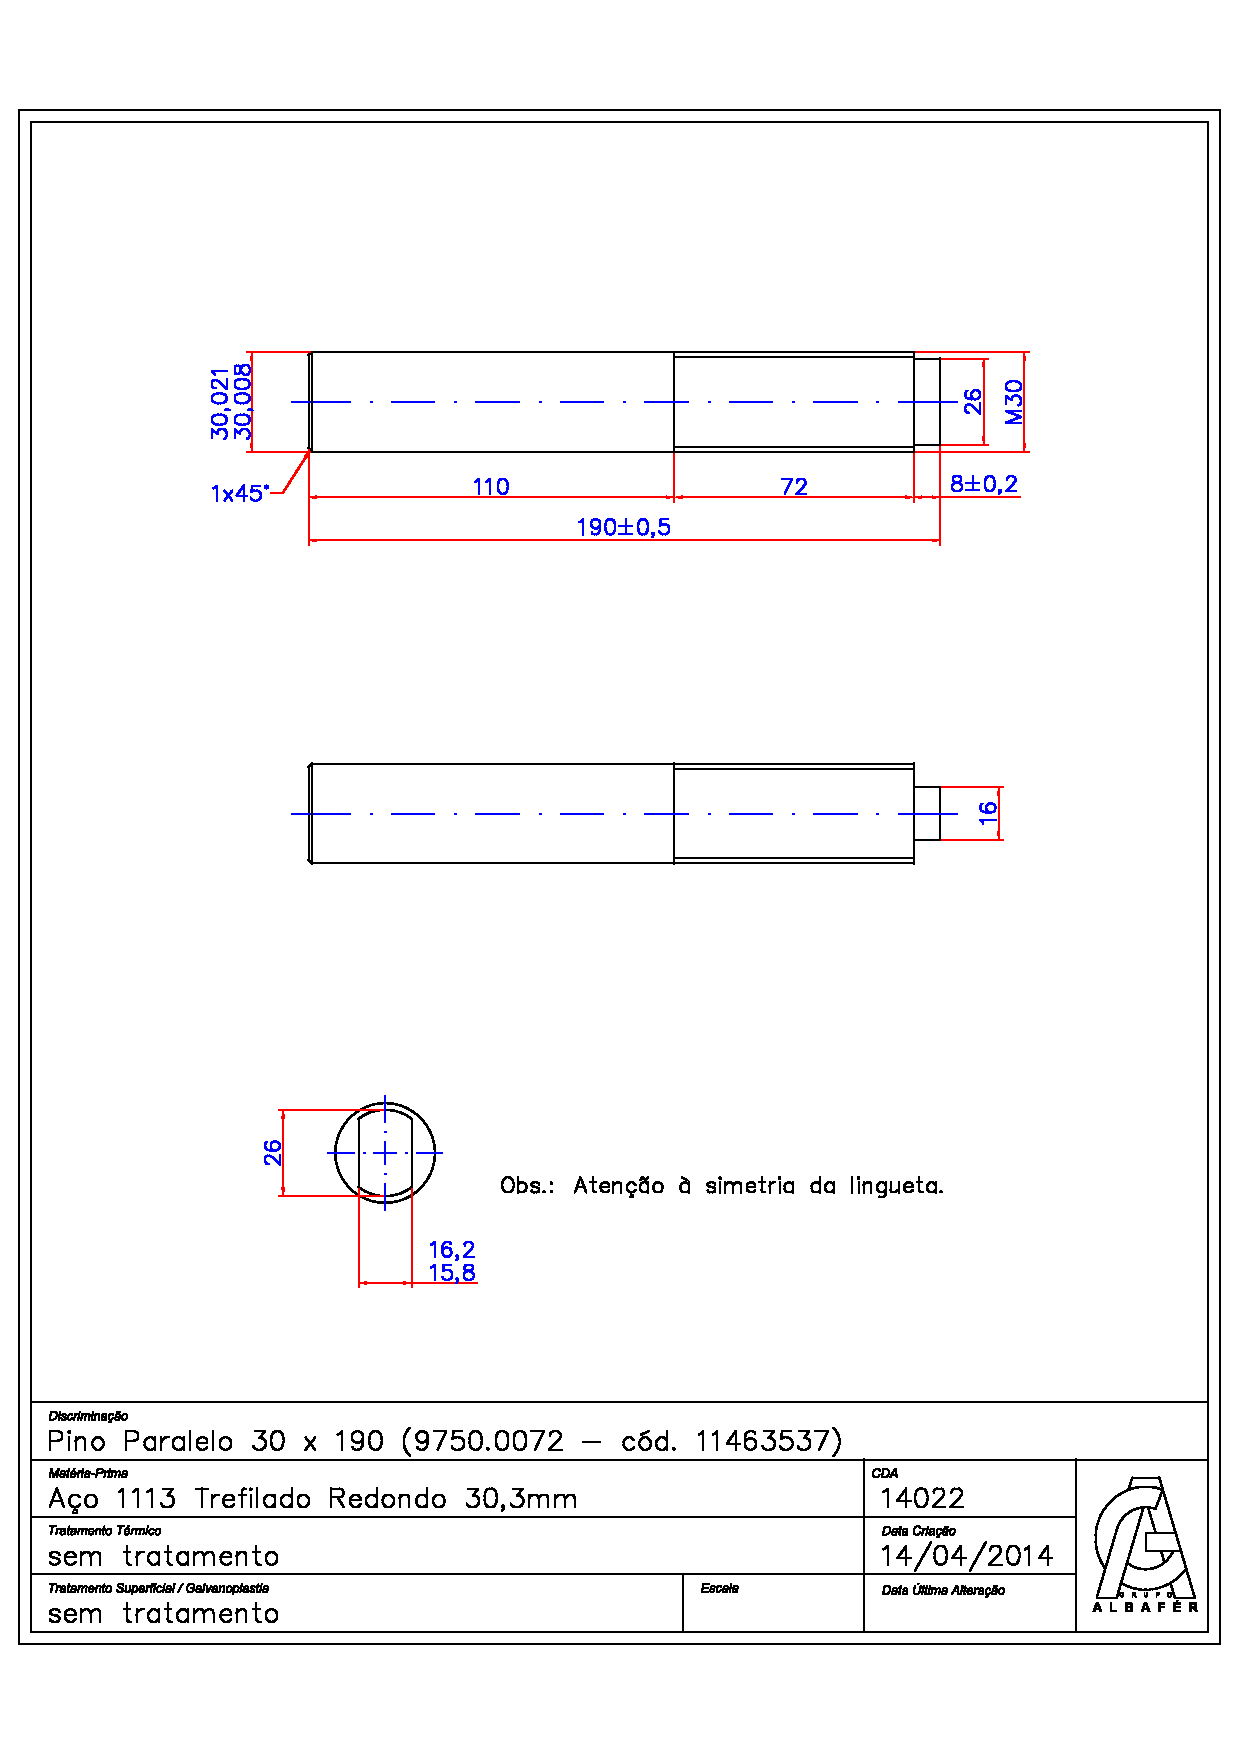 30,021
30,008
26
M30
1x45°
110
72
8±0,2
190±0,5
16
26
Obs.: Atenção à simetria da lingueta.
16,2
15,8
Discriminação
Pino Paralelo 30 x 190 (9750.0072 – cód. 11463537)
Matéria-Prima
Aço 1113 Trefilado Redondo 30,3mm
CDA
14022
Tratamento Térmico
sem tratamento
Data Criação
14/04/2014
Tratamento Superficial / Galvanoplastia
sem tratamento
Escala
Data Última Alteração
GRUPO
ALBAFÉR